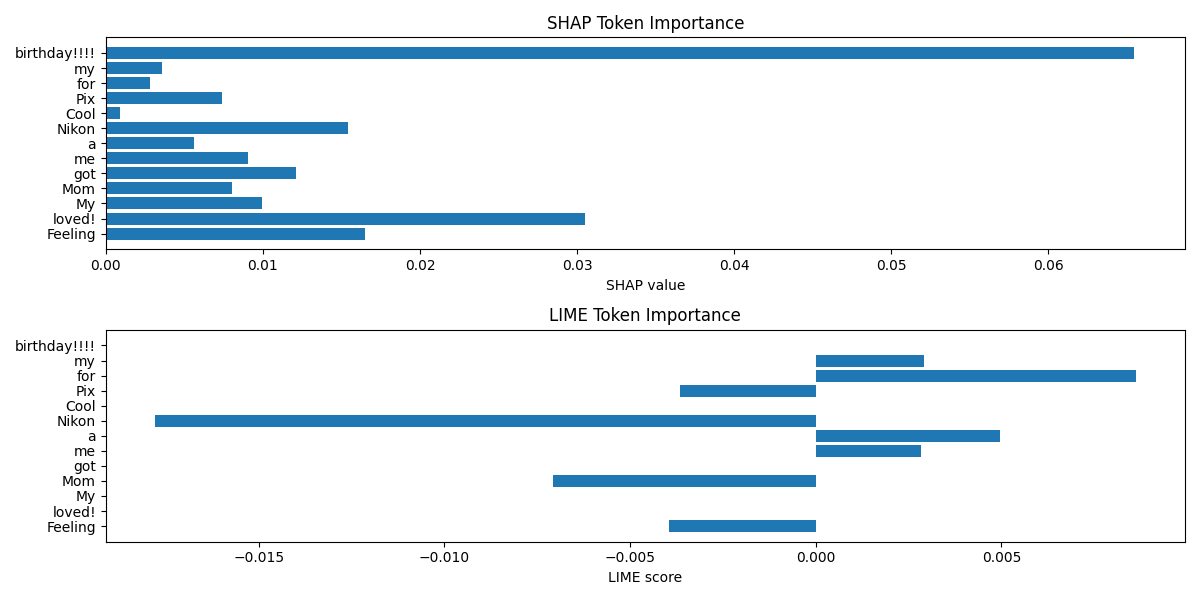 SHAP Token Importance
birthday!!!!
my
for
Pix
Cool
Nikon
a
me
got
Mom
My
loved!
Feeling
0.00 0.01 0.02 0.03 0.04 0.05 0.06
SHAP value
LIME Token Importance
birthday!!!!
my
for
Pix
Cool
Nikon
a
me
got
Mom
My
loved!
Feeling
−0.015 −0.010 −0.005 0.000 0.005
LIME score